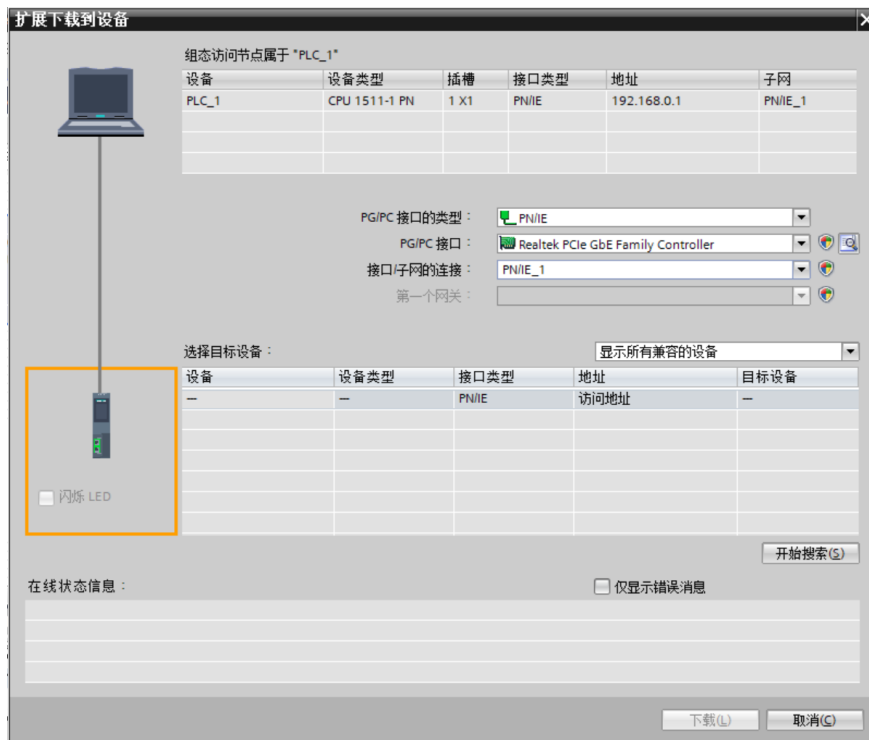 扩展下载到设备
组态访问节点属于 "PLC_1"
设备 设备类型 插槽 接口类型 地址 子网
PLC_1 CPU 1511-1 PN 1 X1 PN/IE 192.168.0.1 PN/IE_1
PG/PC 接口的类型： PN/IE
PG/PC 接口： Realtek PCIe GbE Family Controller
接口/子网的连接： PN/IE_1
第一个网关：
选择目标设备： 显示所有兼容的设备
设备 设备类型 接口类型 地址 目标设备
— — PN/IE 访问地址 —
闪烁 LED
开始搜索(S)
在线状态信息： 仅显示错误消息
下载(L) 取消(C)